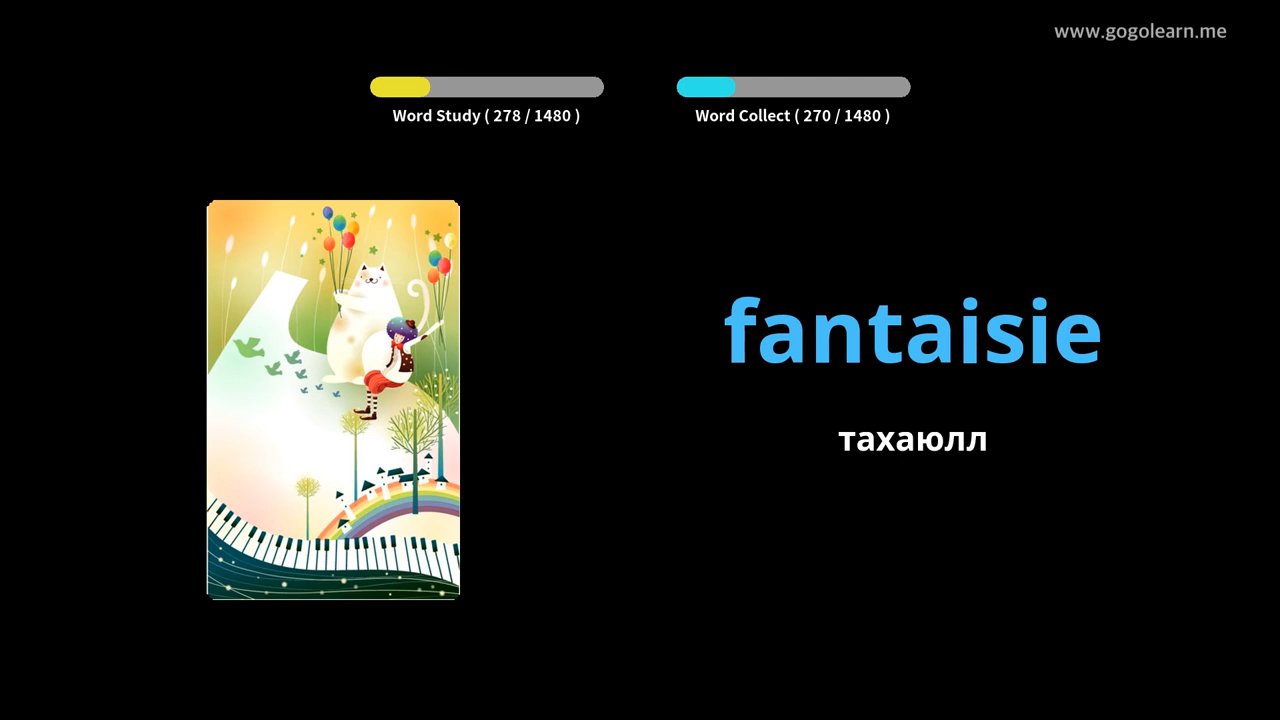 www.gogolearn.me
Word Study ( 278 / 1480 )
Word Collect ( 270 / 1480 )
fantaisie
тахаюлл